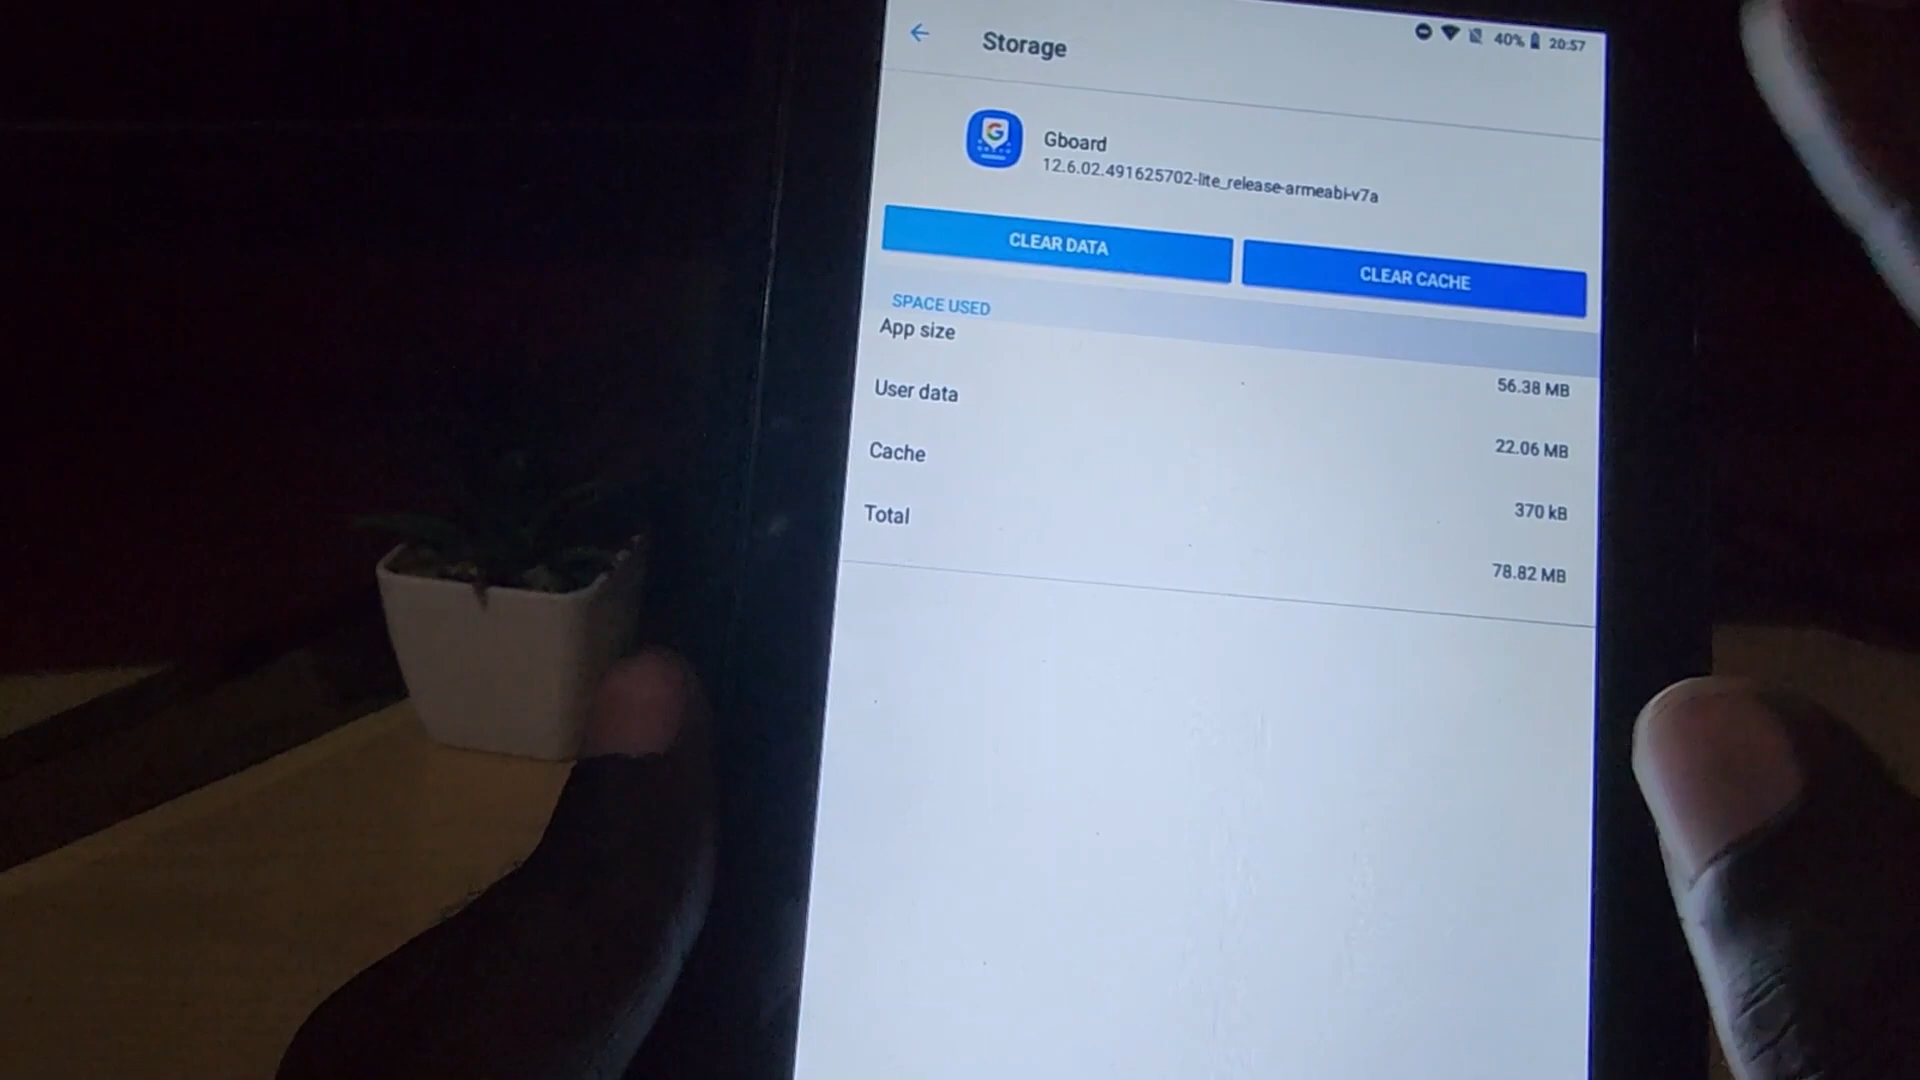 Storage
40% 20:57
G
Gboard
12.6.02.491625702-lite_release-armeabi-v7a
CLEAR DATA
CLEAR CACHE
SPACE USED
App size
56.38 MB
User data
22.06 MB
Cache
370 kB
Total
78.82 MB